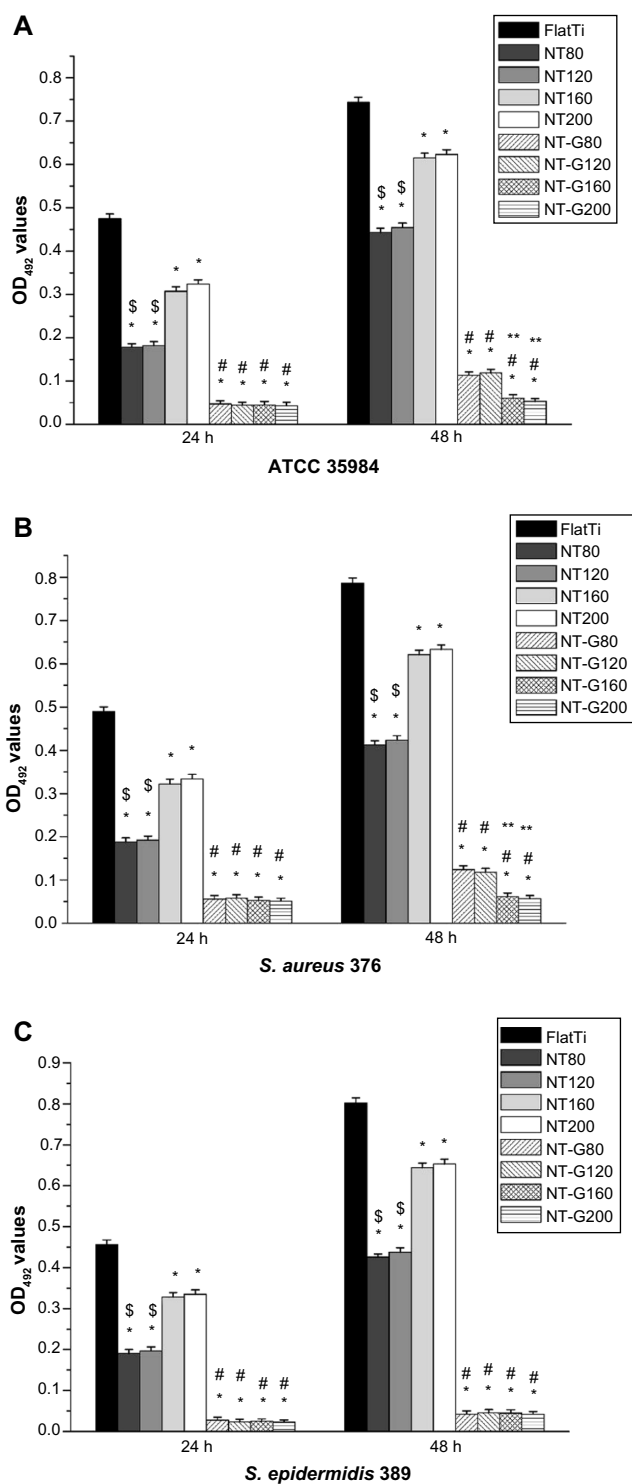 A
FlatTi
NT80
NT120
NT160
NT200
NT-G80
NT-G120
NT-G160
NT-G200
OD492 values
0.8
0.7
0.6
0.5
0.4
0.3
0.2
0.1
0.0
$ $ * *
* *
* *
$ $ * *
# # # #
* * * *
# # ** **
* * # #
* *
24 h 48 h
ATCC 35984
B
FlatTi
NT80
NT120
NT160
NT200
NT-G80
NT-G120
NT-G160
NT-G200
OD492 values
0.8
0.7
0.6
0.5
0.4
0.3
0.2
0.1
0.0
* *
$ $
* *
* *
$ $
* *
# # # #
* * * *
# # ** **
* * # #
* *
24 h 48 h
S. aureus 376
C
FlatTi
NT80
NT120
NT160
NT200
NT-G80
NT-G120
NT-G160
NT-G200
OD492 values
0.9
0.8
0.7
0.6
0.5
0.4
0.3
0.2
0.1
0.0
* *
$ $
* *
* *
$ $
* *
# # # #
* * * *
# # # #
* * * *
24 h 48 h
S. epidermidis 389